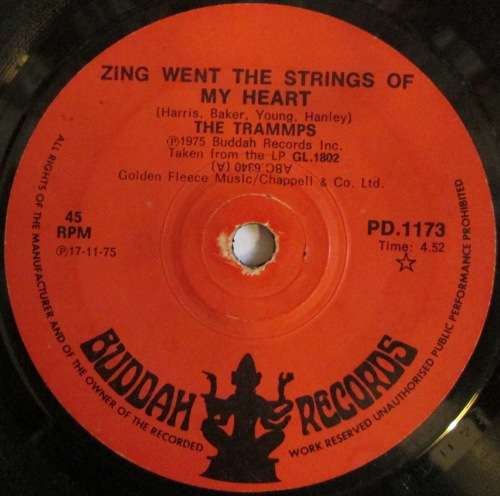 ZING WENT THE STRINGS OF
MY HEART
(Harris, Baker, Young, Hanley)
THE TRAMMPS
℗1975 Buddah Records Inc.
Taken from the LP GL.1802
ABC.6340 (A)
Golden Fleece Music/Chappell & Co. Ltd.
45
RPM
℗17-11-75
PD.1173
Time: 4.52
BUDDAH RECORDS
ALL RIGHTS OF THE MANUFACTURER AND OF THE OWNER OF THE RECORDED WORK RESERVED UNAUTHORISED PUBLIC PERFORMANCE PROHIBITED